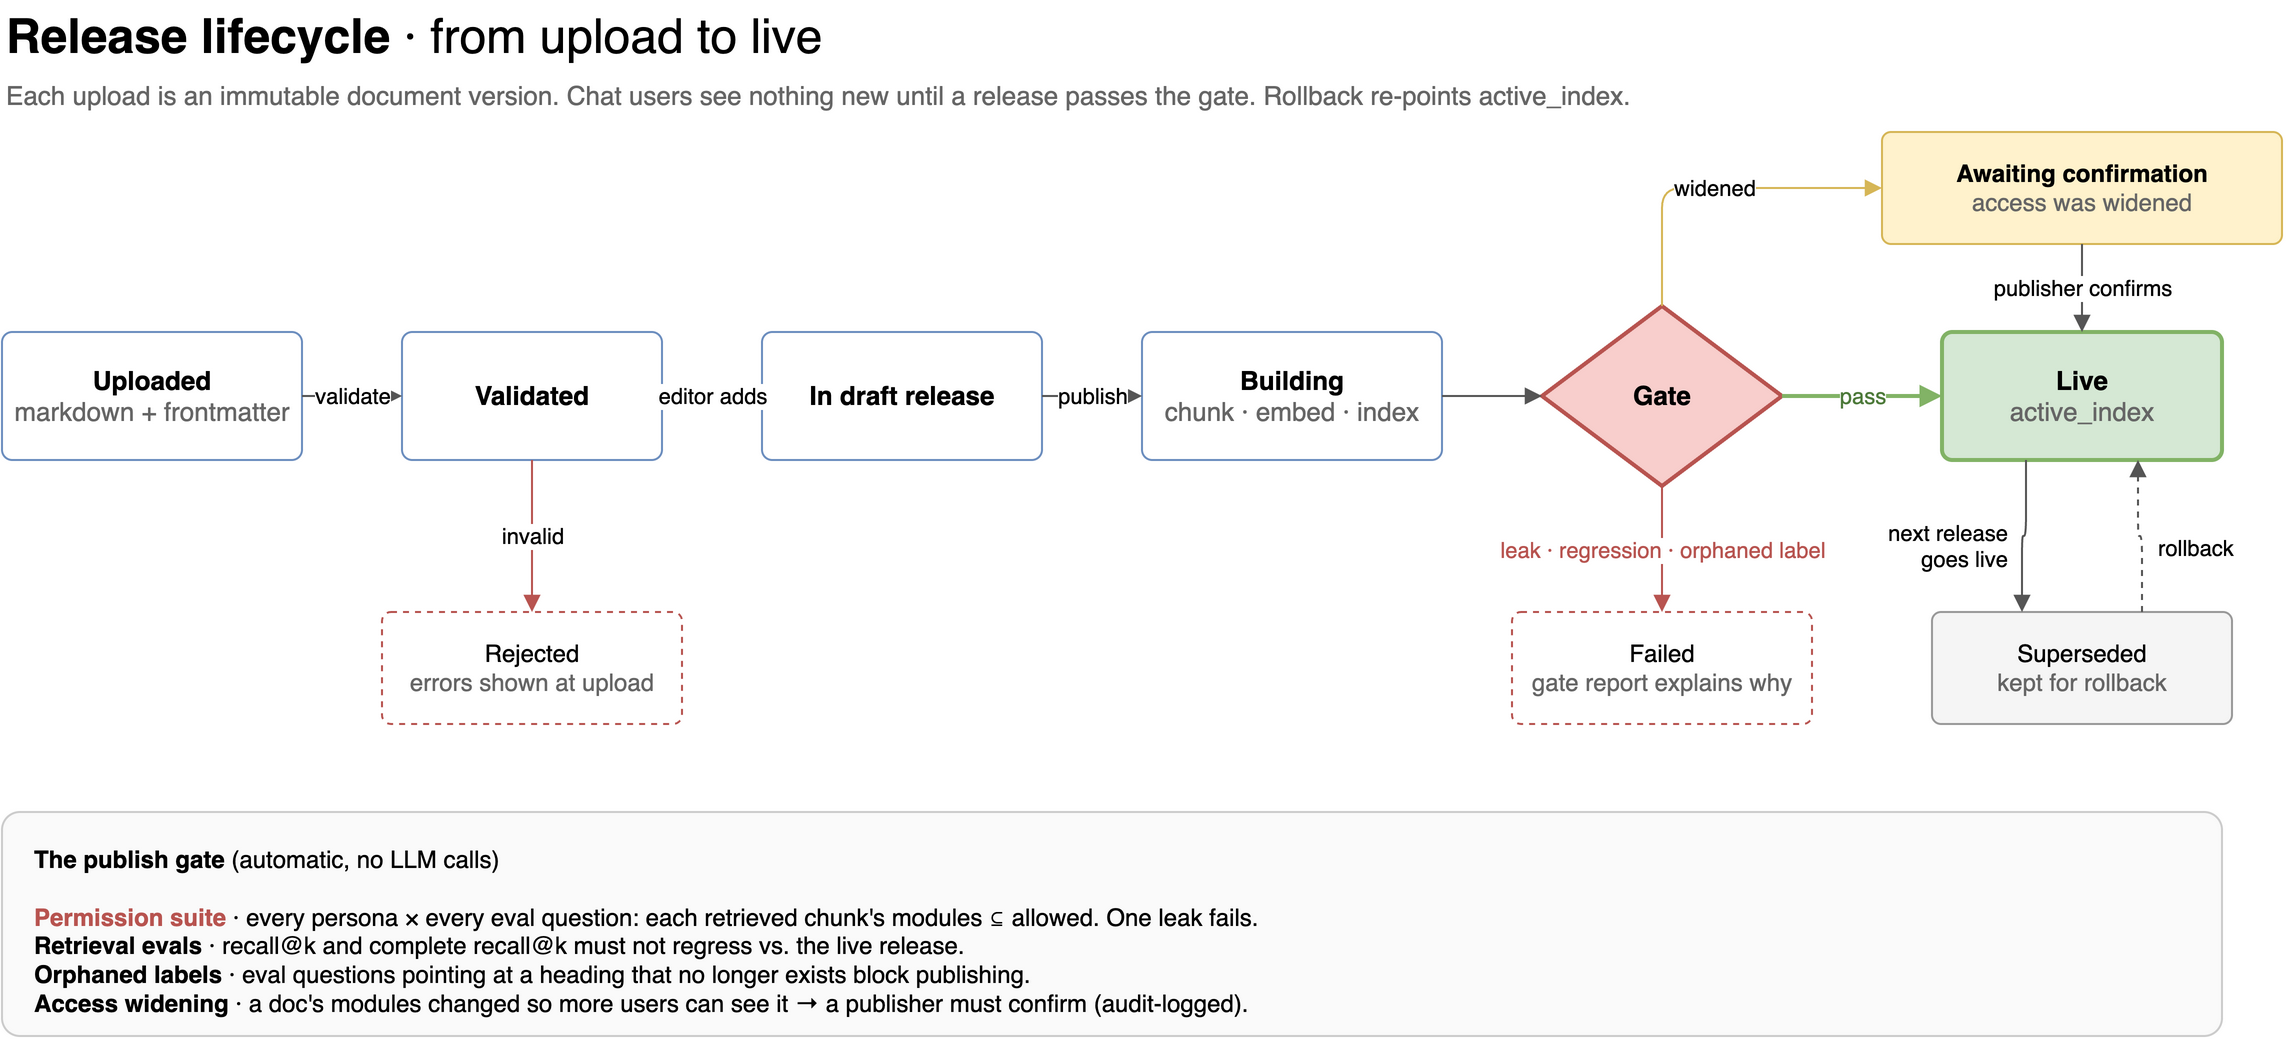 Release lifecycle · from upload to live
Each upload is an immutable document version. Chat users see nothing new until a release passes the gate. Rollback re-points active_index.
widened
Awaiting confirmation
access was widened
publisher confirms
Uploaded
markdown + frontmatter
validate
Validated
editor adds
In draft release
publish
Building
chunk · embed · index
Gate
pass
Live
active_index
invalid
leak · regression · orphaned label
next release
goes live
rollback
Rejected
errors shown at upload
Failed
gate report explains why
Superseded
kept for rollback
The publish gate (automatic, no LLM calls)
Permission suite · every persona × every eval question: each retrieved chunk's modules ⊆ allowed. One leak fails.
Retrieval evals · recall@k and complete recall@k must not regress vs. the live release.
Orphaned labels · eval questions pointing at a heading that no longer exists block publishing.
Access widening · a doc's modules changed so more users can see it → a publisher must confirm (audit-logged).